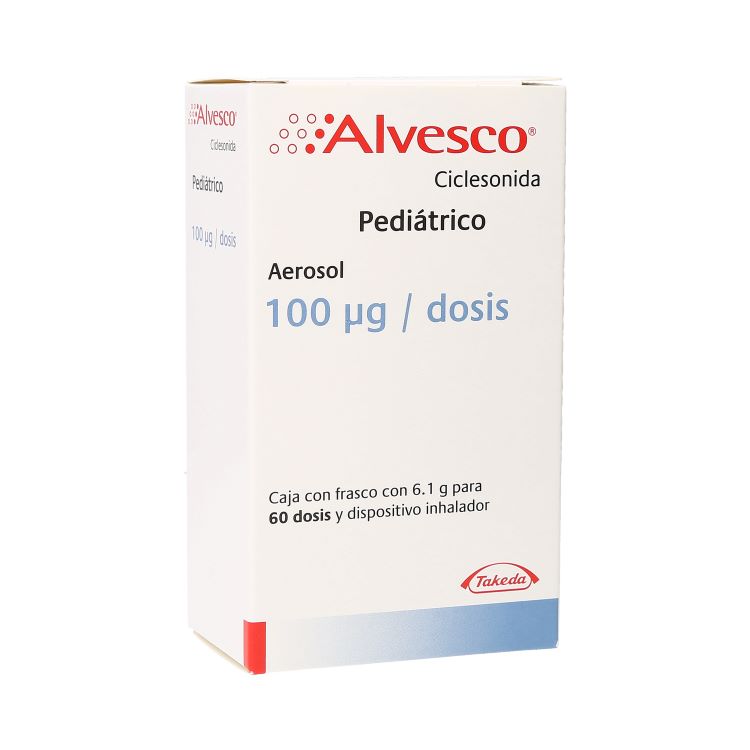 Alvesco®
Ciclesonida
Pediátrico
100 µg / dosis
Alvesco®
Ciclesonida
Pediátrico
Aerosol
100 µg / dosis
Caja con frasco con 6.1 g para
60 dosis y dispositivo inhalador
Takeda